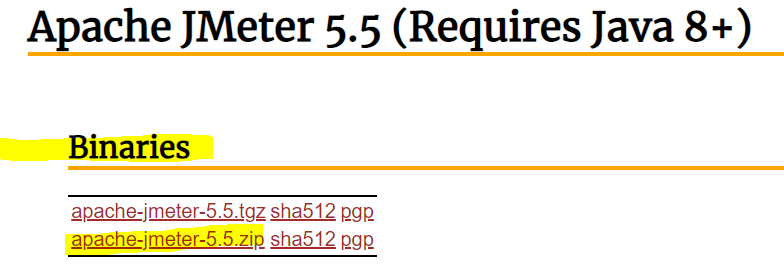 Apache JMeter 5.5 (Requires Java 8+)
Binaries
apache-jmeter-5.5.tgz sha512 pgp
apache-jmeter-5.5.zip sha512 pgp